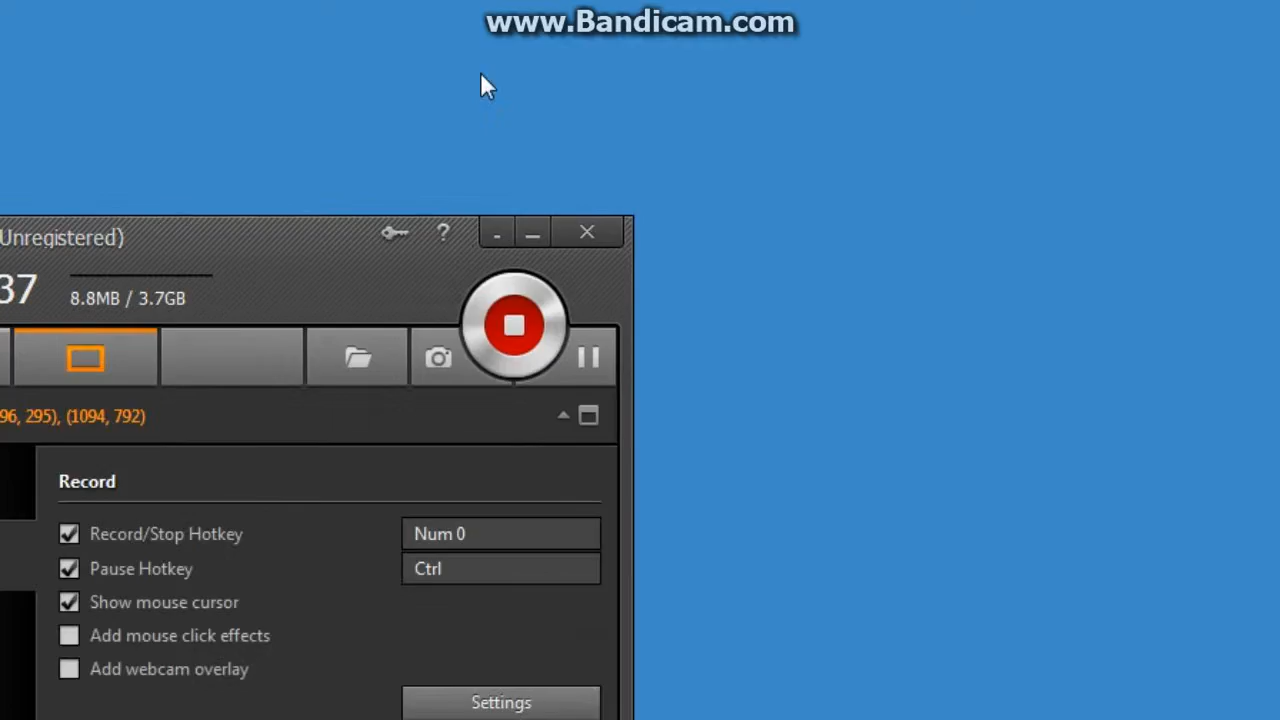 www.Bandicam.com
Unregistered)
37
8.8MB / 3.7GB
96, 295), (1094, 792)
Record
Record/Stop Hotkey Num 0
Pause Hotkey Ctrl
Show mouse cursor
Add mouse click effects
Add webcam overlay
Settings